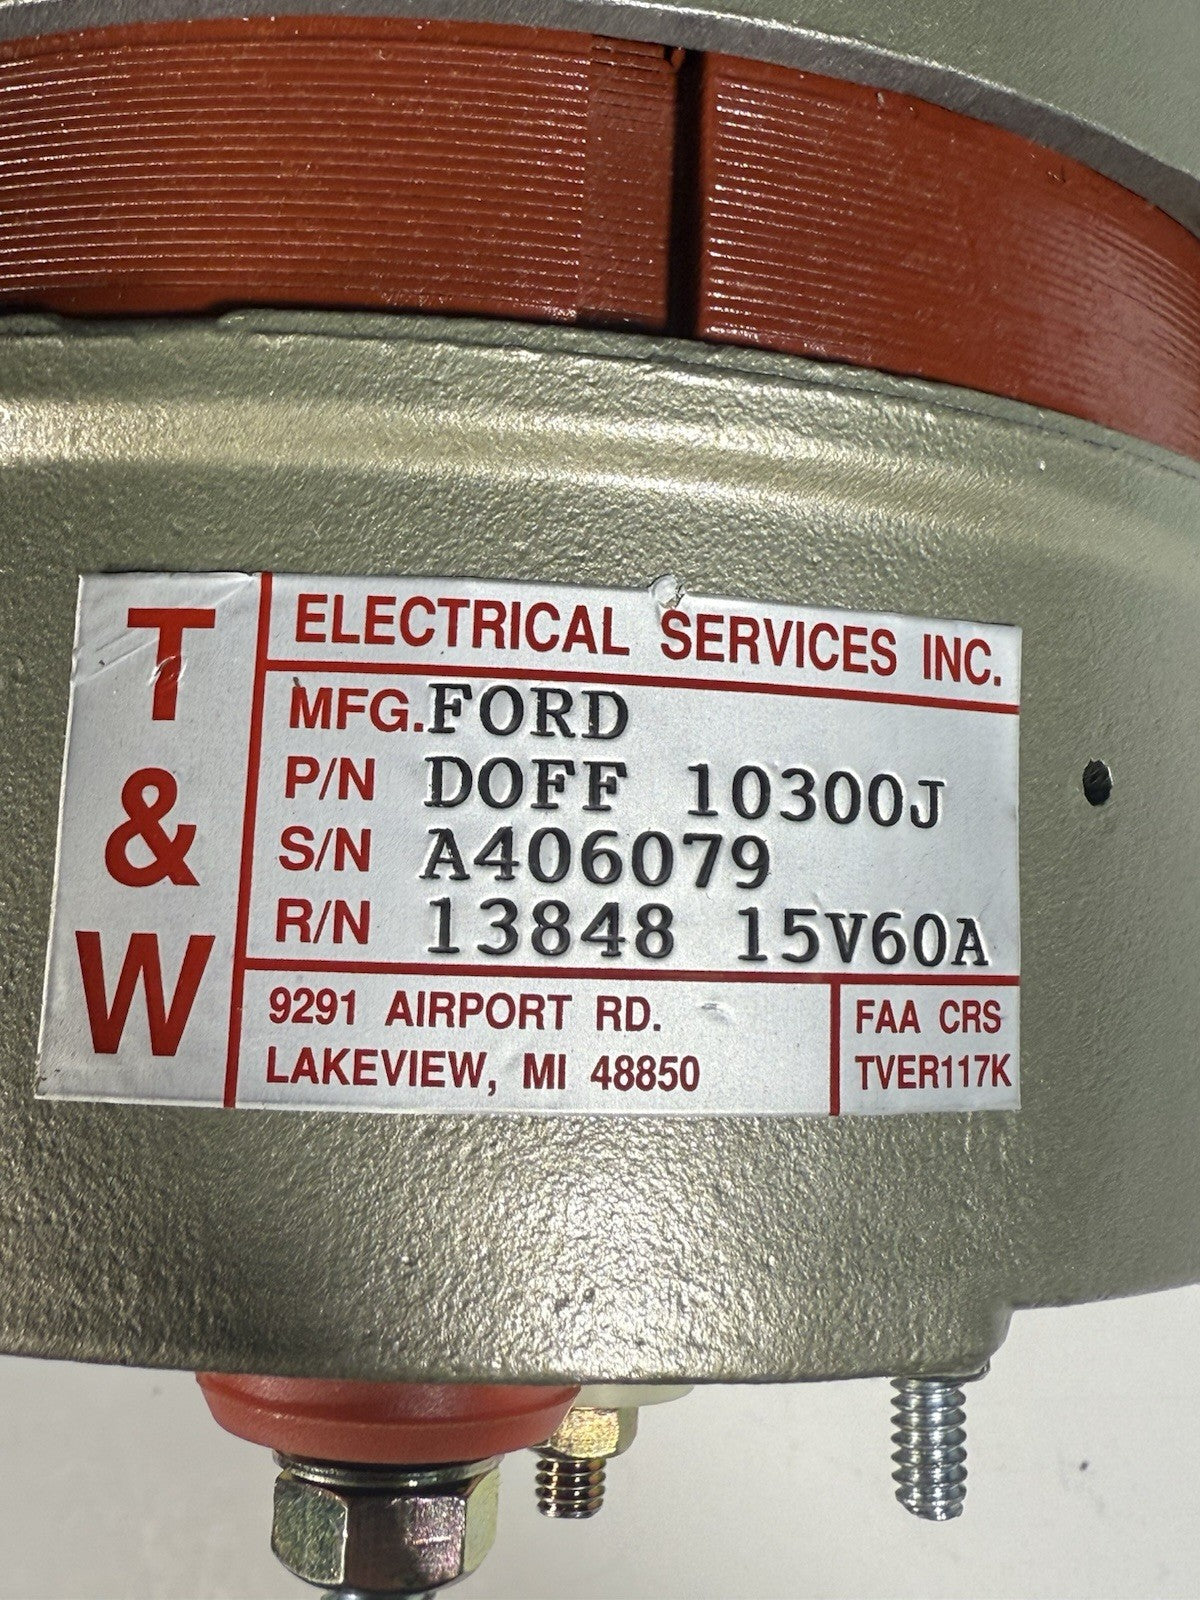 T & W
ELECTRICAL SERVICES INC.
MFG. FORD
P/N DOFF 10300J
S/N A406079
R/N 13848 15V60A
9291 AIRPORT RD.
LAKEVIEW, MI 48850
FAA CRS
TVER117K